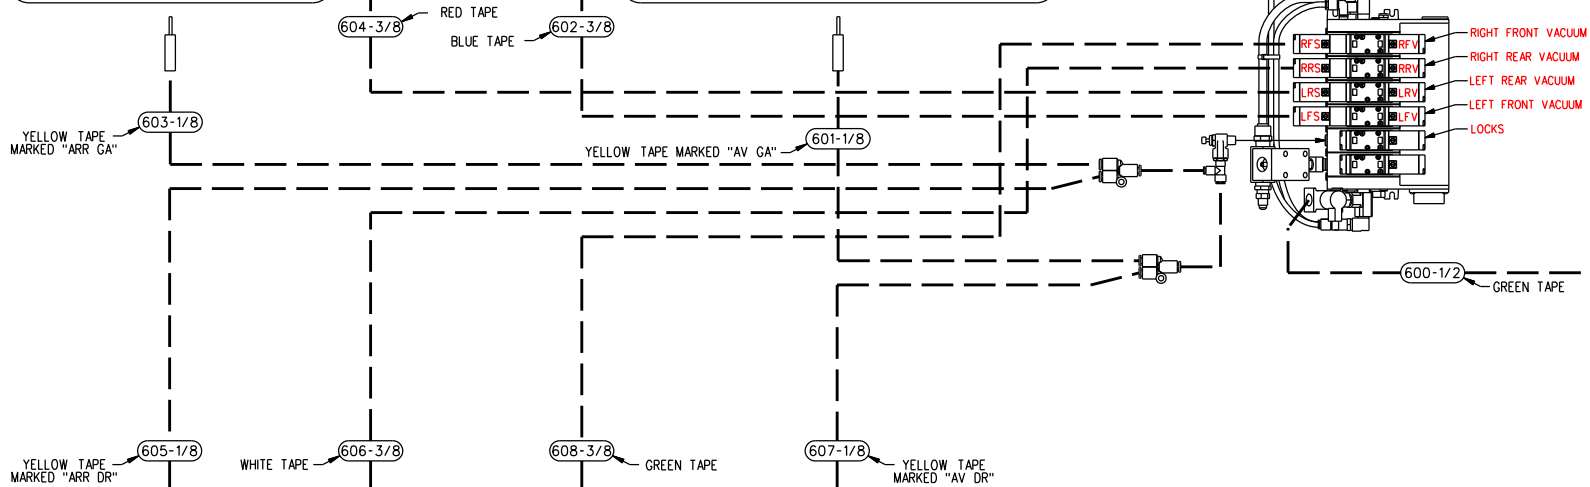 RED TAPE
604-3/8
602-3/8
BLUE TAPE
RIGHT FRONT VACUUM
RFS
RFV
RIGHT REAR VACUUM
RRS
RRV
LEFT REAR VACUUM
LRS
LRV
LEFT FRONT VACUUM
LFS
LFV
LOCKS
603-1/8
YELLOW TAPE
MARKED "ARR GA"
601-1/8
YELLOW TAPE MARKED "AV GA"
600-1/2
GREEN TAPE
605-1/8
YELLOW TAPE
MARKED "ARR DR"
606-3/8
WHITE TAPE
608-3/8
GREEN TAPE
607-1/8
YELLOW TAPE
MARKED "AV DR"